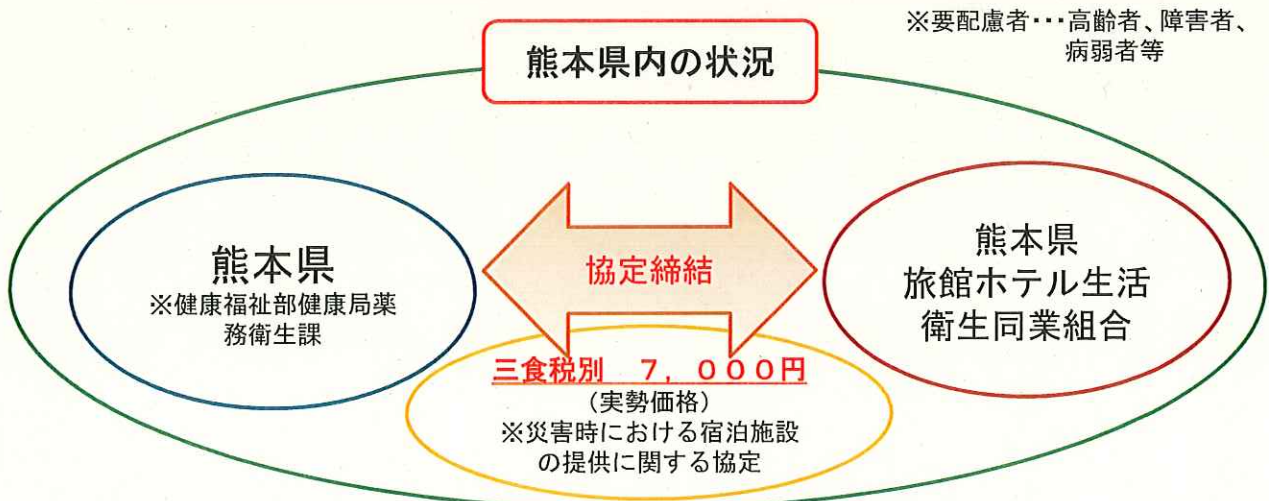 ※要配慮者・・・高齢者、障害者、
病弱者等
熊本県内の状況
熊本県
※健康福祉部健康局薬
務衛生課
協定締結
熊本県
旅館ホテル生活
衛生同業組合
三食税別　７，０００円
(実勢価格)
※災害時における宿泊施設
の提供に関する協定